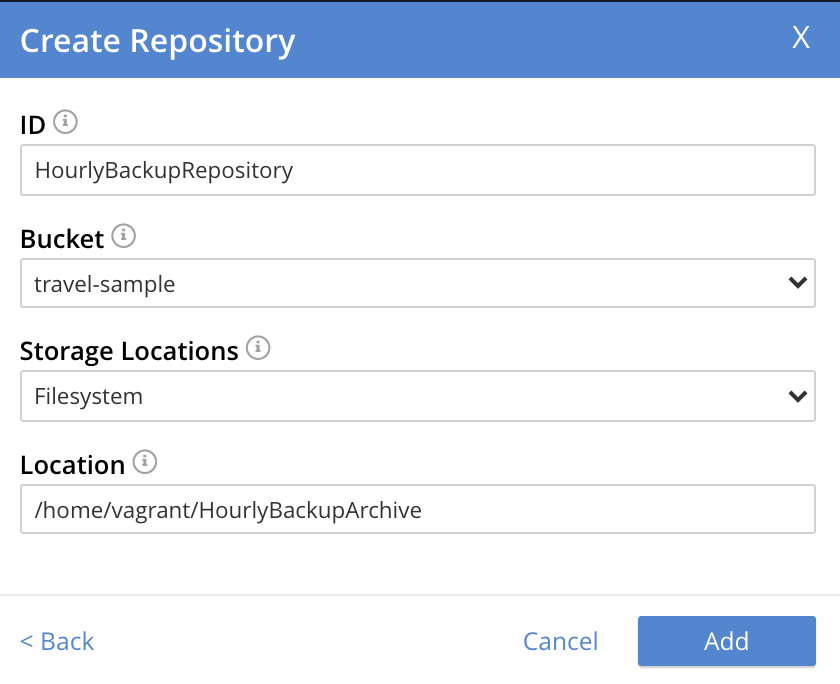 Create Repository X
ID
HourlyBackupRepository
Bucket
travel-sample
Storage Locations
Filesystem
Location
/home/vagrant/HourlyBackupArchive
< Back Cancel Add